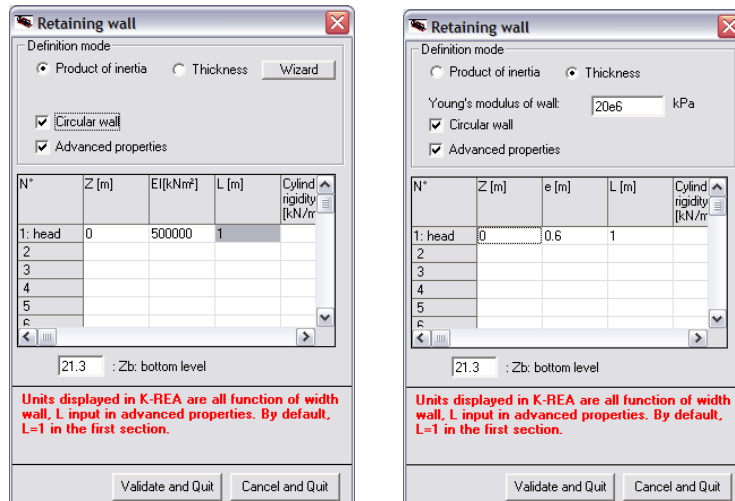 Retaining wall
Definition mode
Product of inertia Thickness Wizard
Circular wall
Advanced properties
N° Z [m] EI[kNm²] L [m] Cylind
rigidity
[kN/m
1: head 0 500000 1
2
3
4
5
6
21.3 : Zb: bottom level
Units displayed in K-REA are all function of width
wall, L input in advanced properties. By default,
L=1 in the first section.
Validate and Quit Cancel and Quit
Retaining wall
Definition mode
Product of inertia Thickness
Young's modulus of wall: 20e6 kPa
Circular wall
Advanced properties
N° Z [m] e [m] L [m] Cylind
rigidity
[kN/m
1: head 0 0.6 1
2
3
4
5
6
21.3 : Zb: bottom level
Units displayed in K-REA are all function of width
wall, L input in advanced properties. By default,
L=1 in the first section.
Validate and Quit Cancel and Quit